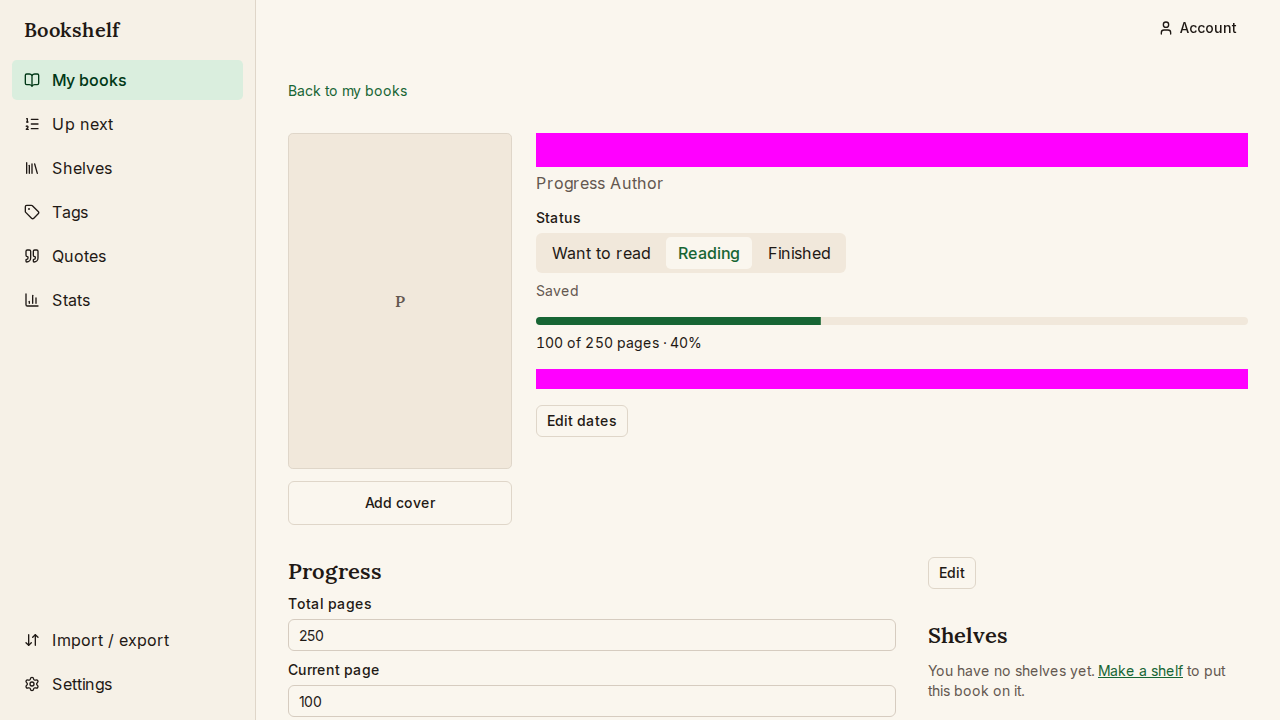 Bookshelf
Account
My books
Up next
Shelves
Tags
Quotes
Stats
Import / export
Settings
Back to my books
P
Add cover
Progress Author
Status
Want to read
Reading
Finished
Saved
100 of 250 pages · 40%
Edit dates
Progress
Total pages
250
Current page
100
Edit
Shelves
You have no shelves yet. Make a shelf to put
this book on it.